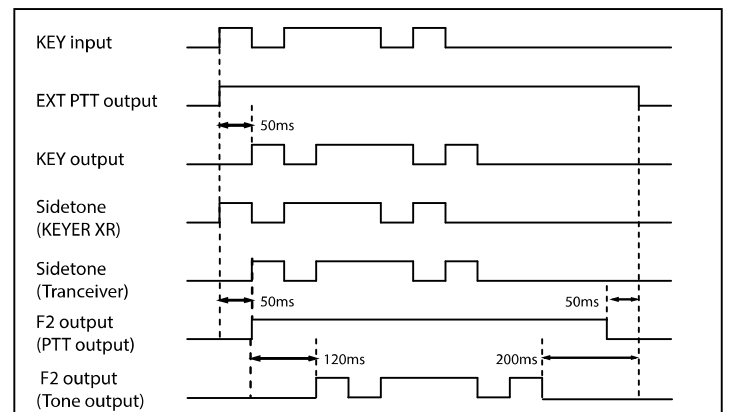 KEY input
EXT PTT output
50ms
KEY output
Sidetone
(KEYER XR)
Sidetone
(Tranceiver)
50ms
50ms
F2 output
(PTT output)
120ms
200ms
F2 output
(Tone output)